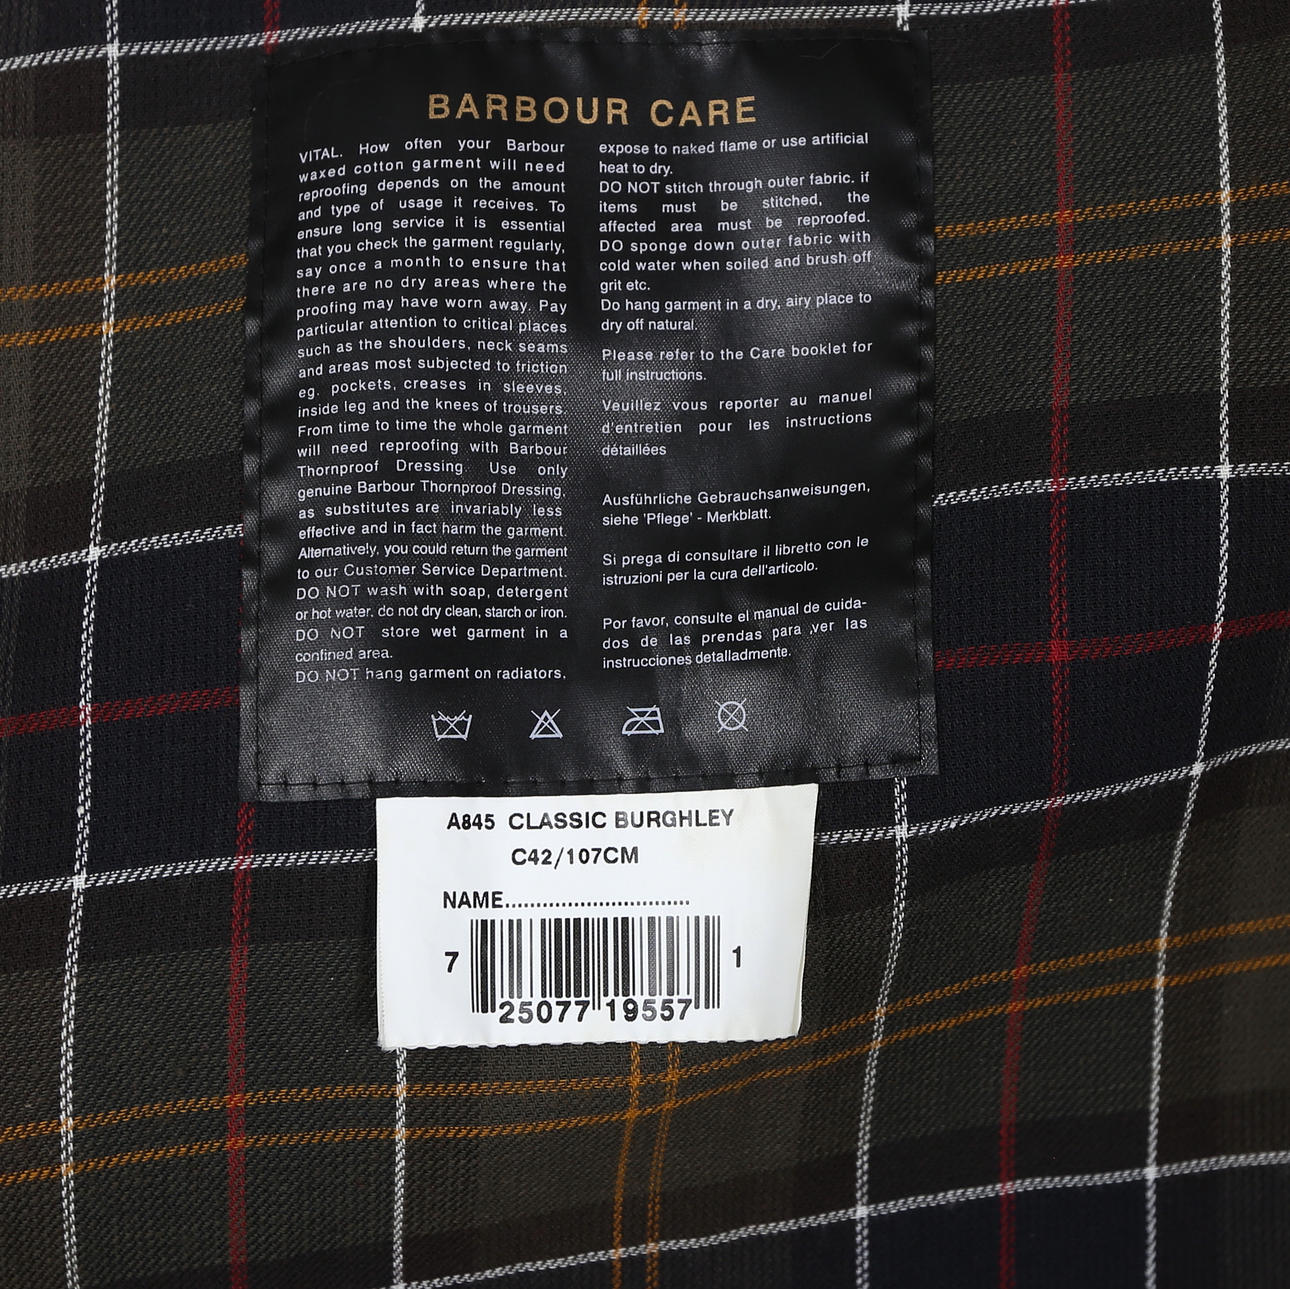 BARBOUR CARE
VITAL. How often your Barbour
waxed cotton garment will need
reproofing depends on the amount
and type of usage it receives. To
ensure long service it is essential
that you check the garment regularly,
say once a month to ensure that
there are no dry areas where the
proofing may have worn away. Pay
particular attention to critical places
such as the shoulders, neck seams
and areas most subjected to friction
eg. pockets, creases in sleeves,
inside leg and the knees of trousers.
From time to time the whole garment
will need reproofing with Barbour
Thornproof Dressing. Use only
genuine Barbour Thornproof Dressing,
as substitutes are invariably less
effective and in fact harm the garment.
Alternatively, you could return the garment
to our Customer Service Department.
DO NOT wash with soap, detergent
or hot water, do not dry clean, starch or iron.
DO NOT store wet garment in a
confined area.
DO NOT hang garment on radiators,
expose to naked flame or use artificial
heat to dry.
DO NOT stitch through outer fabric. if
items must be stitched, the
affected area must be reproofed.
DO sponge down outer fabric with
cold water when soiled and brush off
grit etc.
Do hang garment in a dry, airy place to
dry off natural.
Please refer to the Care booklet for
full instructions.
Veuillez vous reporter au manuel
d'entretien pour les instructions
détaillées
Ausführliche Gebrauchsanweisungen,
siehe 'Pflege' - Merkblatt.
Si prega di consultare il libretto con le
istruzioni per la cura dell'articolo.
Por favor, consulte el manual de cuida-
dos de las prendas para ver las
instrucciones detalladmente.
A845 CLASSIC BURGHLEY
C42/107CM
NAME.............................
7 25077 19557 1